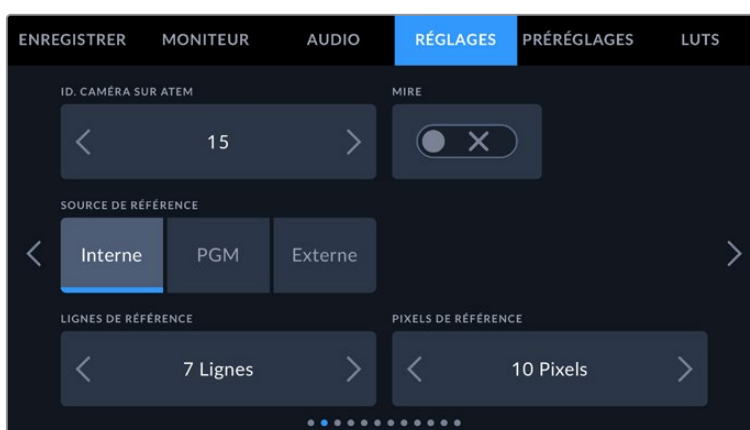 ENREGISTRER MONITEUR AUDIO RÉGLAGES PRÉRÉGLAGES LUTS
ID. CAMÉRA SUR ATEM MIRE
15
SOURCE DE RÉFÉRENCE
Interne PGM Externe
LIGNES DE RÉFÉRENCE PIXELS DE RÉFÉRENCE
7 Lignes 10 Pixels